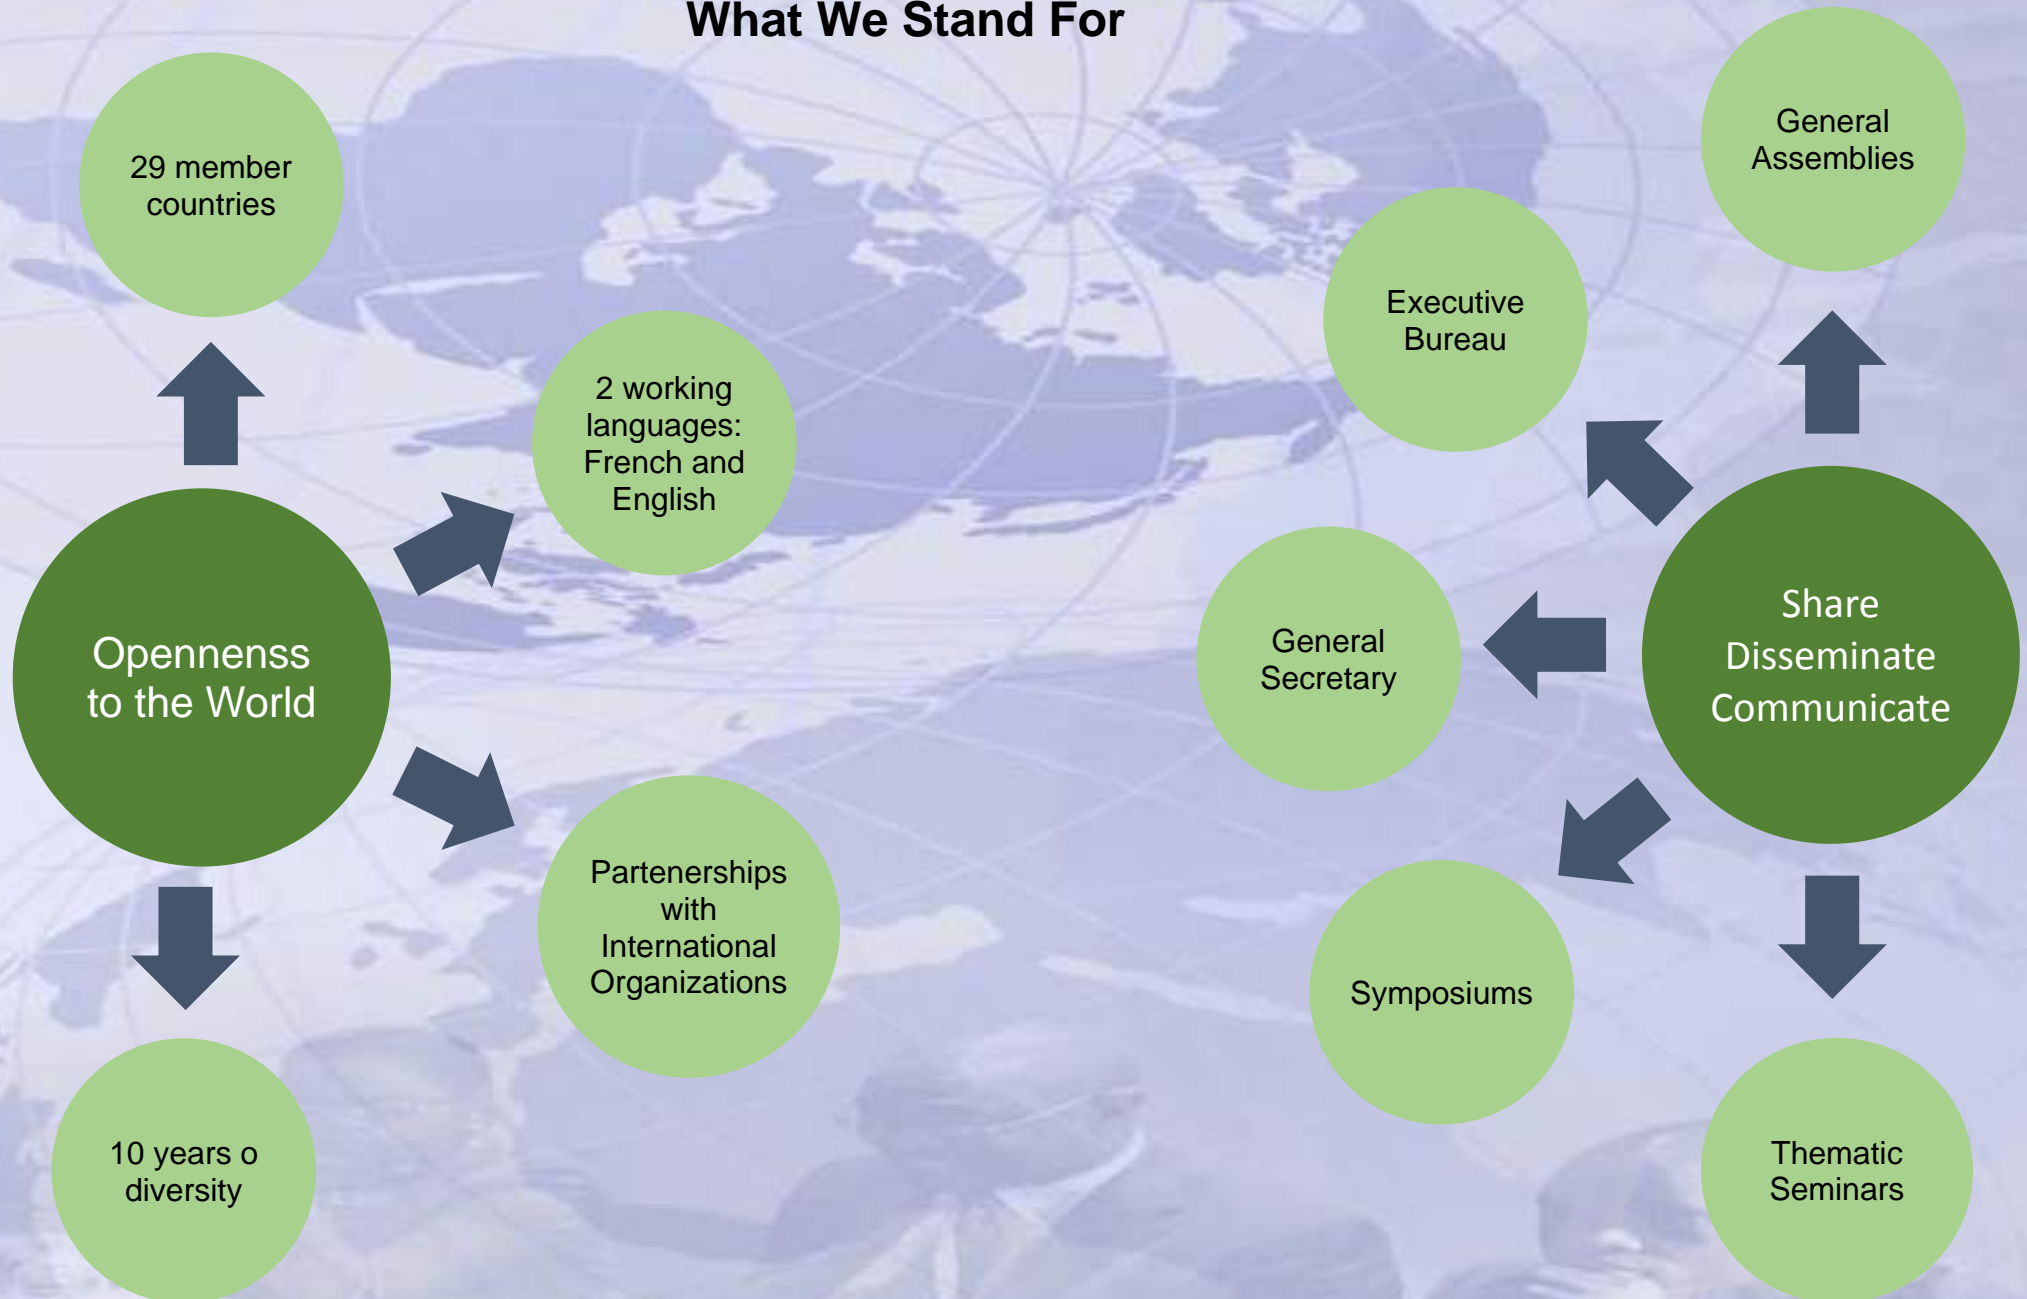 What We Stand For
29 member
countries
2 working
languages:
French and
English
Opennenss
to the World
Partenerships
with
International
Organizations
10 years o
diversity
General
Assemblies
Executive
Bureau
General
Secretary
Share
Disseminate
Communicate
Symposiums
Thematic
Seminars